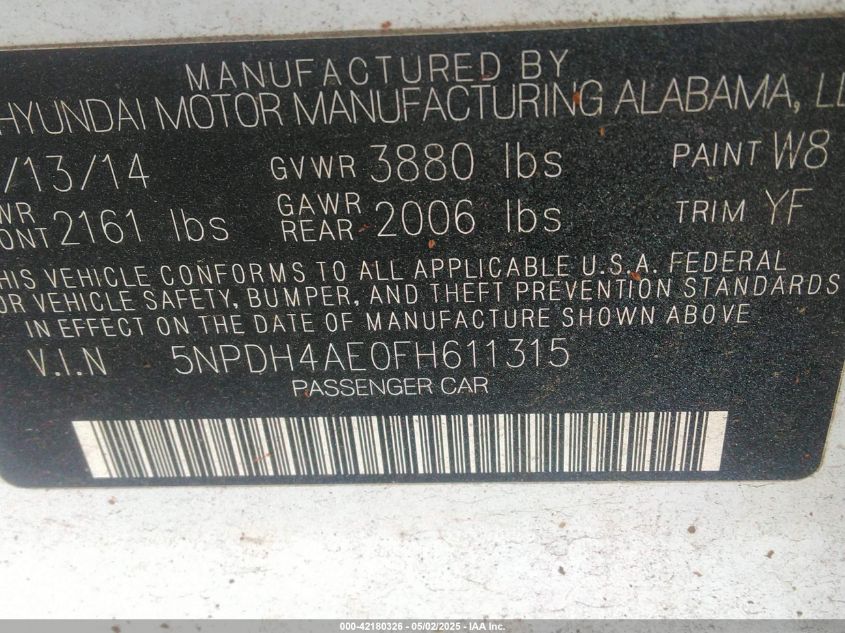 MANUFACTURED BY
HYUNDAI MOTOR MANUFACTURING ALABAMA, LL
/13/14 GVWR 3880 lbs PAINT W8
WR ONT 2161 lbs GAWR REAR 2006 lbs TRIM YF
HIS VEHICLE CONFORMS TO ALL APPLICABLE U.S.A. FEDERAL
OR VEHICLE SAFETY, BUMPER, AND THEFT PREVENTION STANDARDS
IN EFFECT ON THE DATE OF MANUFACTURE SHOWN ABOVE
V.I.N 5NPDH4AE0FH611315
PASSENGER CAR
000-42180326 - 05/02/2025 - IAA Inc.